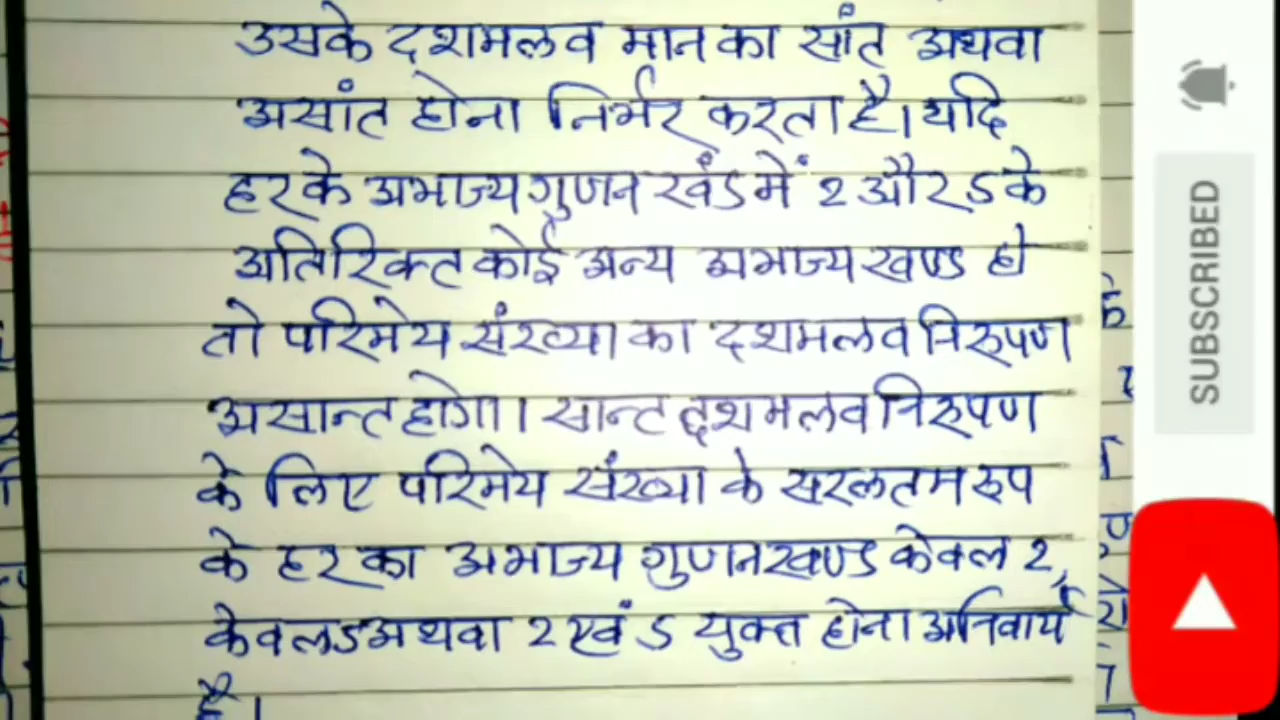 उसके दशमलव मान का सांत अथवा
असांत होना निर्भर करता है। यदि
हर के अभाज्य गुणन खंड में 2 और 5 के
अतिरिक्त कोई अन्य अभाज्य खण्ड हो
तो परिमेय संख्या का दशमलव निरुपण
असान्त होगा। सान्त दशमलव निरुपण
के लिए परिमेय संख्या के सरलतम रुप
के हर का अभाज्य गुणनखण्ड केवल 2,
केवल 5 अथवा 2 एवं 5 युक्त होना अनिवार्य
है।
SUBSCRIBED